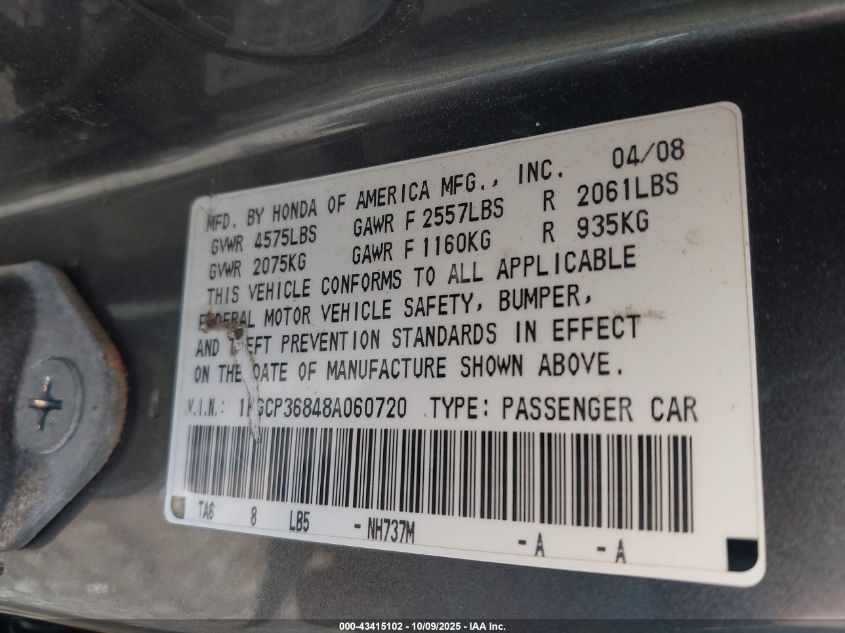 MFD. BY HONDA OF AMERICA MFG., INC. 04/08
GVWR 4575LBS GAWR F 2557LBS R 2061LBS
GVWR 2075KG GAWR F 1160KG R 935KG
THIS VEHICLE CONFORMS TO ALL APPLICABLE
FEDERAL MOTOR VEHICLE SAFETY, BUMPER,
AND THEFT PREVENTION STANDARDS IN EFFECT
ON THE DATE OF MANUFACTURE SHOWN ABOVE.
V.I.N.: 1HGCP36848A060720 TYPE: PASSENGER CAR
TA6 8 LB5 - NH737M - A - A
000-43415102 - 10/09/2025 - IAA Inc.